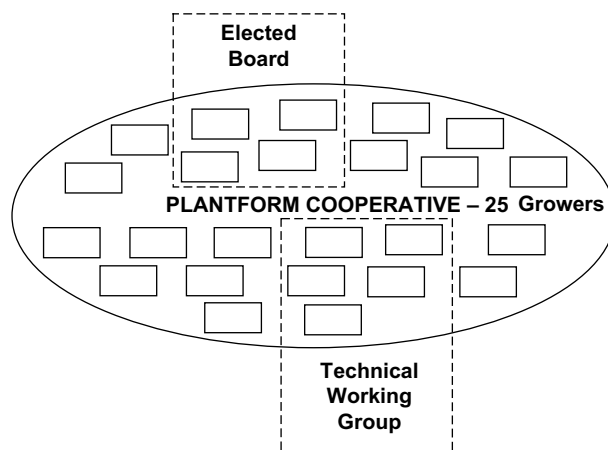 Elected
Board
PLANTFORM COOPERATIVE – 25 Growers
Technical
Working
Group